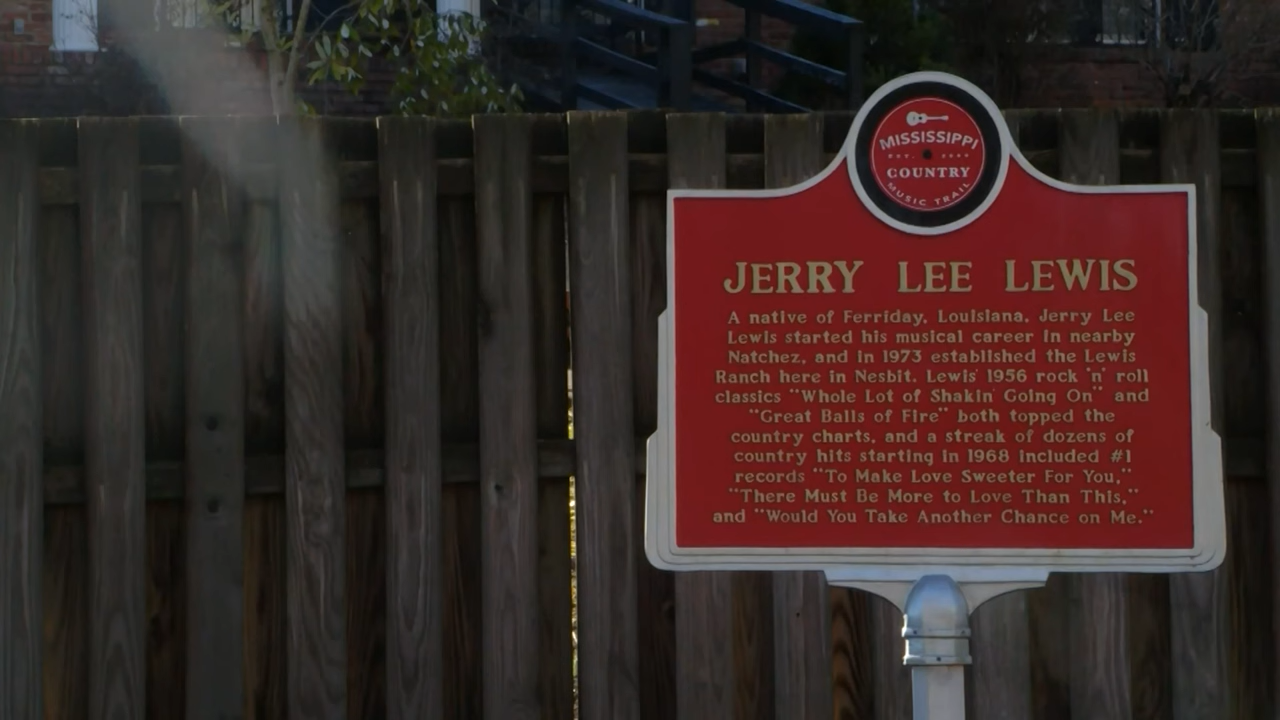 MISSISSIPPI
COUNTRY
MUSIC TRAIL
JERRY LEE LEWIS
A native of Ferriday, Louisiana, Jerry Lee
Lewis started his musical career in nearby
Natchez, and in 1973 established the Lewis
Ranch here in Nesbit. Lewis' 1956 rock 'n' roll
classics "Whole Lot of Shakin' Going On" and
"Great Balls of Fire" both topped the
country charts, and a streak of dozens of
country hits starting in 1968 included #1
records "To Make Love Sweeter For You,"
"There Must Be More to Love Than This,"
and "Would You Take Another Chance on Me."